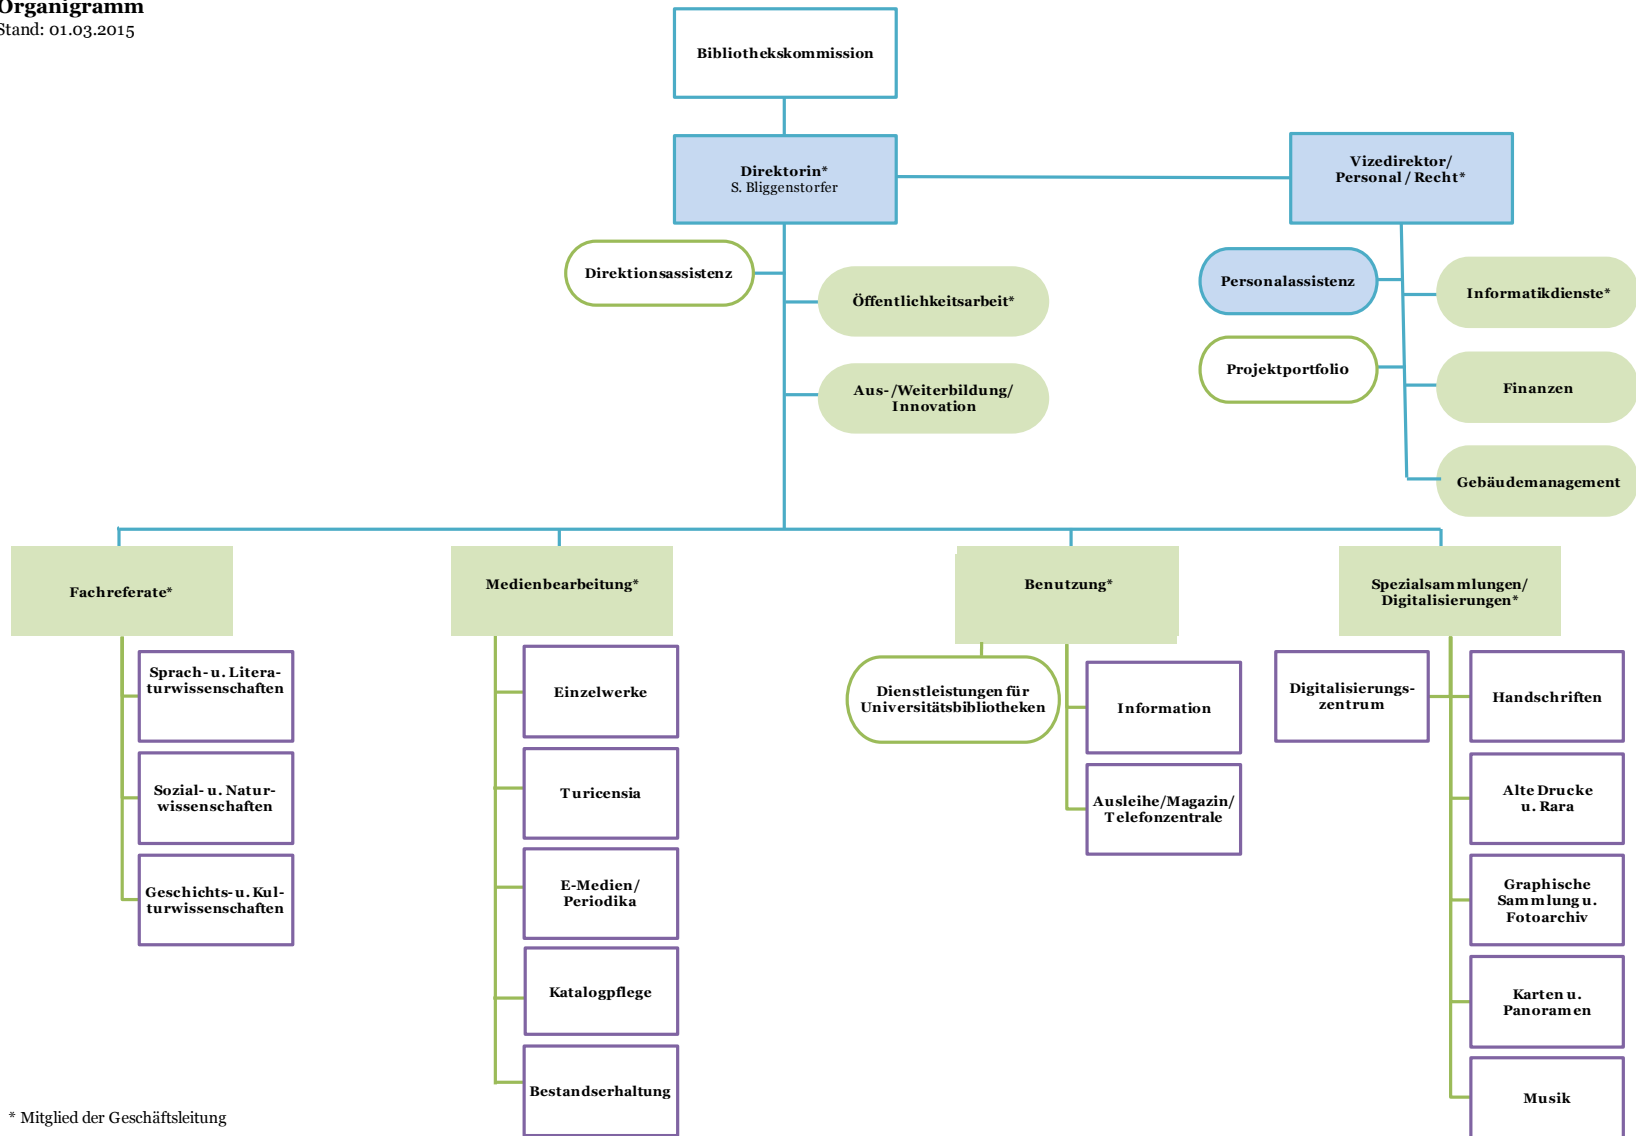 Organigramm
Stand: 01.03.2015
Bibliothekskommission
Direktorin*
S. Bliggenstorfer
Vizedirektor/
Personal / Recht*
Direktionsassistenz
Öffentlichkeitsarbeit*
Aus-/Weiterbildung/
Innovation
Personalassistenz
Informatikdienste*
Projektportfolio
Finanzen
Gebäudemanagement
Fachreferate*
Medienbearbeitung*
Benutzung*
Spezialsammlungen/
Digitalisierungen*
Sprach- u. Litera-
turwissenschaften
Sozial- u. Natur-
wissenschaften
Geschichts- u. Kul-
turwissenschaften
Einzelwerke
Turicensia
E-Medien/
Periodika
Katalogpflege
Bestandserhaltung
Dienstleistungen für
Universitätsbibliotheken
Information
Ausleihe/Magazin/
Telefonzentrale
Digitalisierungs-
zentrum
Handschriften
Alte Drucke
u. Rara
Graphische
Sammlung u.
Fotoarchiv
Karten u.
Panoramen
Musik
* Mitglied der Geschäftsleitung